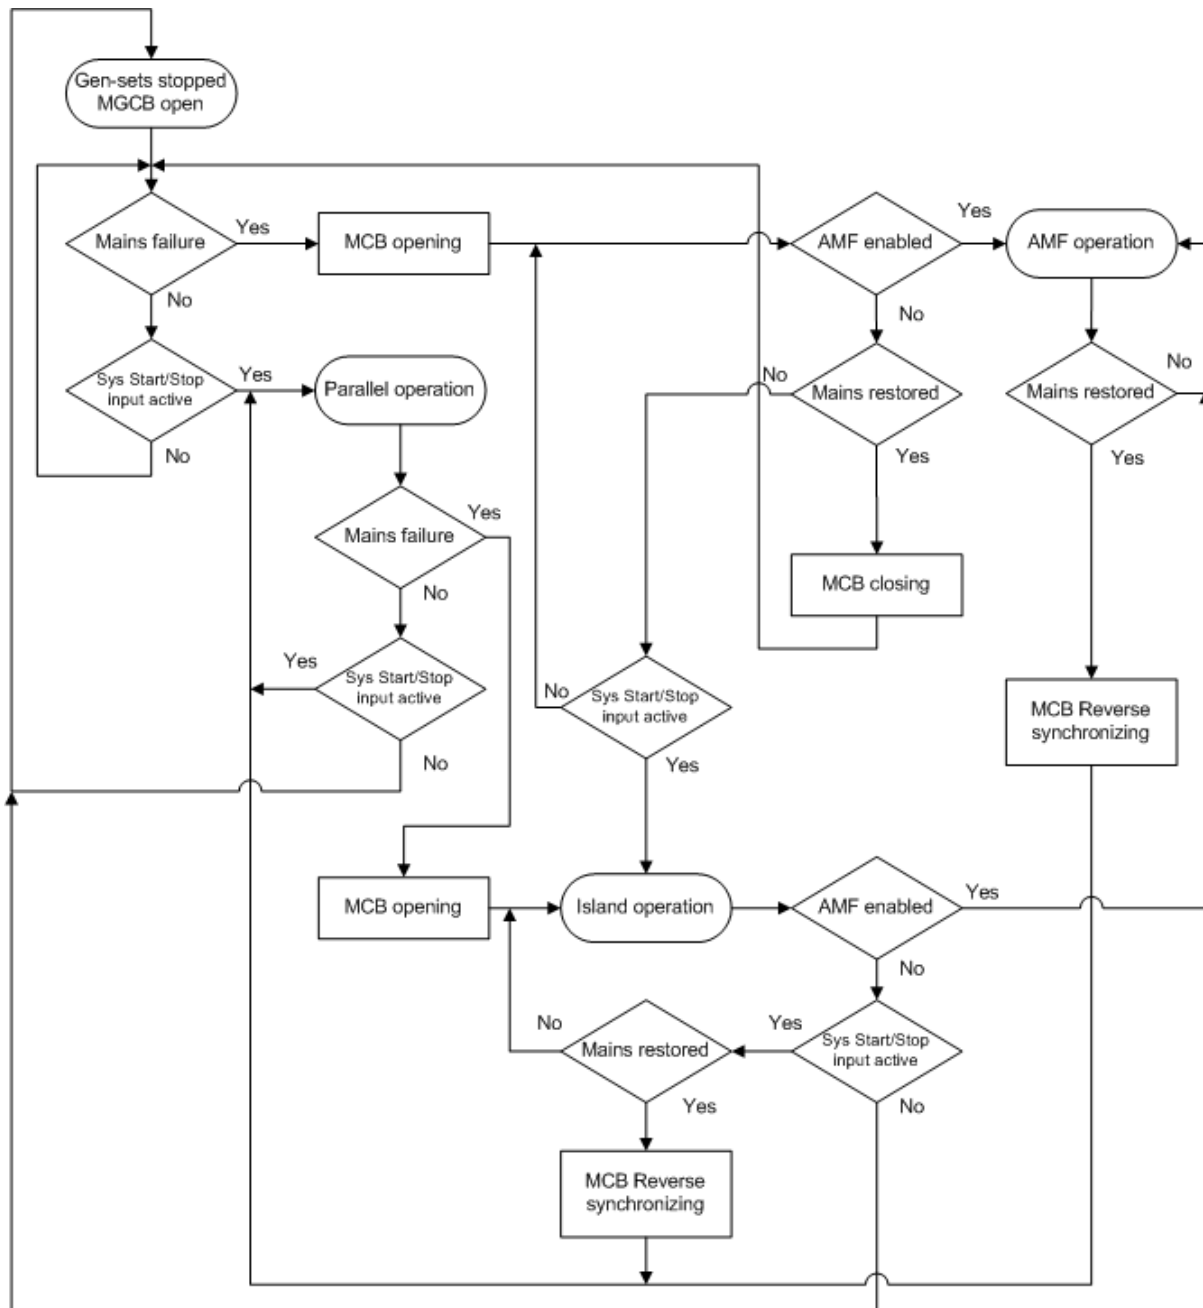 Gen-sets stopped
MGCB open
Mains failure
Yes
MCB opening
AMF enabled
Yes
AMF operation
No
No
Sys Start/Stop
input active
Yes
Parallel operation
No
Mains restored
Mains restored
No
No
Yes
Yes
Mains failure
Yes
No
MCB closing
Yes
Sys Start/Stop
input active
No
No
Sys Start/Stop
input active
Yes
MCB Reverse
synchronizing
MCB opening
Island operation
AMF enabled
Yes
No
No
Mains restored
Yes
Sys Start/Stop
input active
Yes
No
MCB Reverse
synchronizing